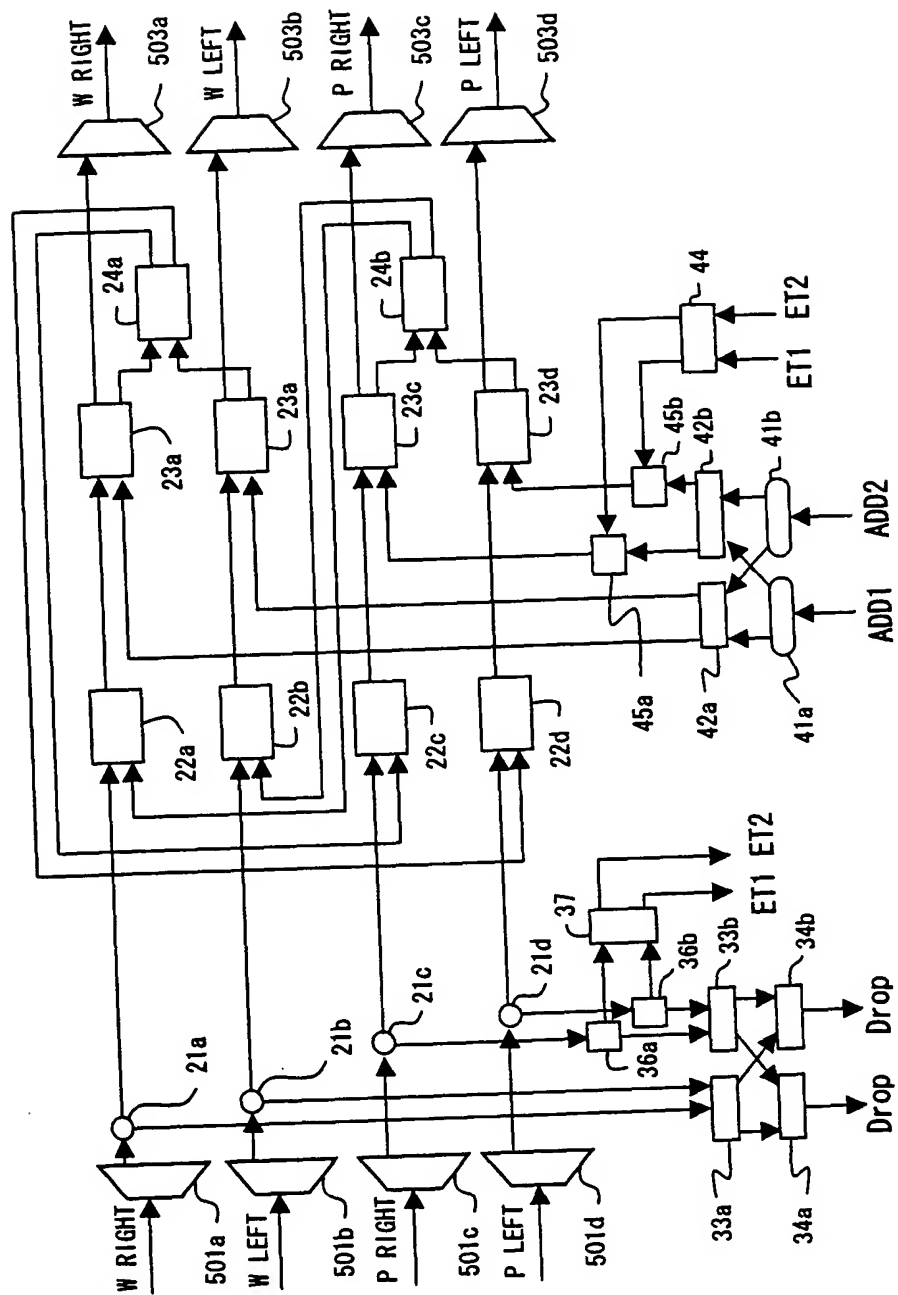 W RIGHT
501a
W LEFT
501b
P RIGHT
501c
P LEFT
501d
21a
21b
21c
21d
22a
22b
22c
22d
23a
23a
23c
23d
24a
24b
W RIGHT
503a
W LEFT
503b
P RIGHT
503c
P LEFT
503d
36a
36b
37
ET1
ET2
33a
33b
34a
34b
Drop
Drop
45a
45b
44
ET1
ET2
42a
42b
41a
41b
ADD1
ADD2